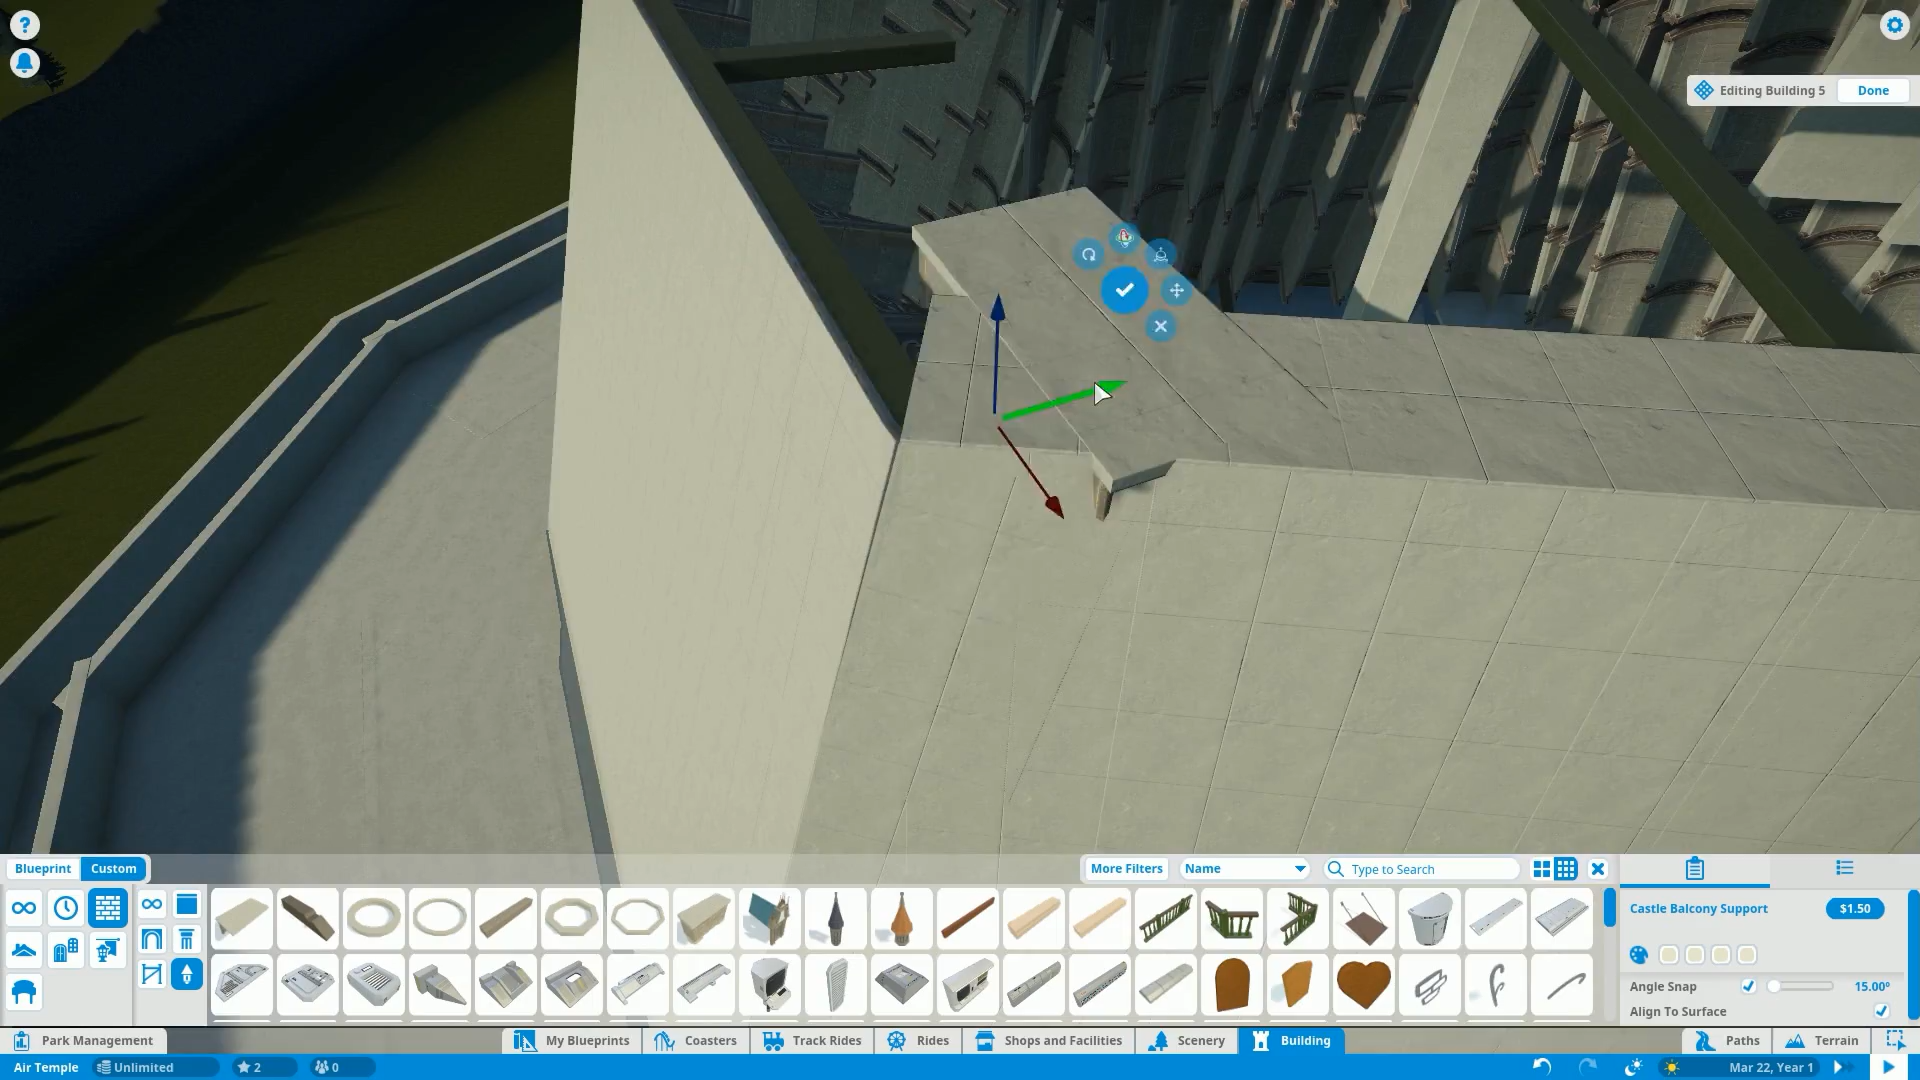 ?
Editing Building 5 Done
Blueprint Custom
More Filters Name Type to Search
Castle Balcony Support $1.50
Angle Snap 15.00°
Align To Surface
Park Management My Blueprints Coasters Track Rides Rides Shops and Facilities Scenery Building Paths Terrain
Air Temple Unlimited 2 0 Mar 22, Year 1